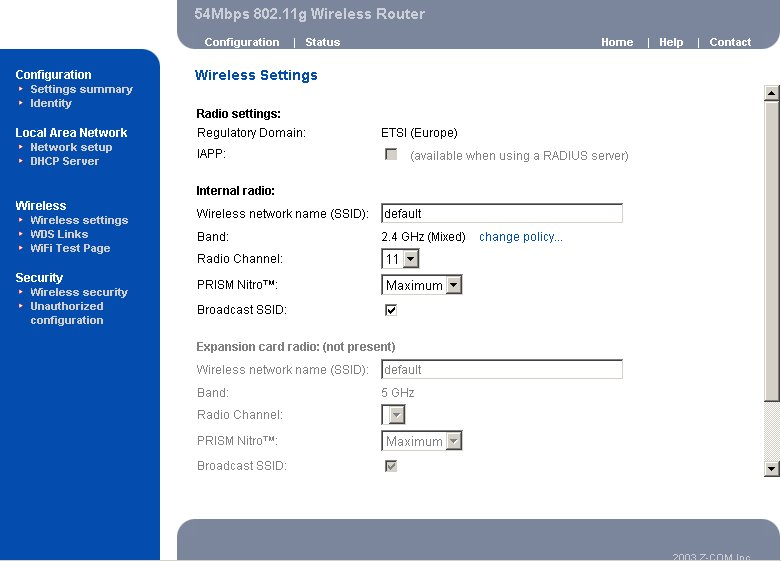 54Mbps 802.11g Wireless Router
Configuration | Status
Home | Help | Contact
Configuration
Settings summary
Identity
Local Area Network
Network setup
DHCP Server
Wireless
Wireless settings
WDS Links
WiFi Test Page
Security
Wireless security
Unauthorized
configuration
Wireless Settings
Radio settings:
Regulatory Domain: ETSI (Europe)
IAPP: (available when using a RADIUS server)
Internal radio:
Wireless network name (SSID): default
Band: 2.4 GHz (Mixed) change policy...
Radio Channel: 11
PRISM Nitro™: Maximum
Broadcast SSID:
Expansion card radio: (not present)
Wireless network name (SSID): default
Band: 5 GHz
Radio Channel:
PRISM Nitro™: Maximum
Broadcast SSID:
2003 Z-COM Inc